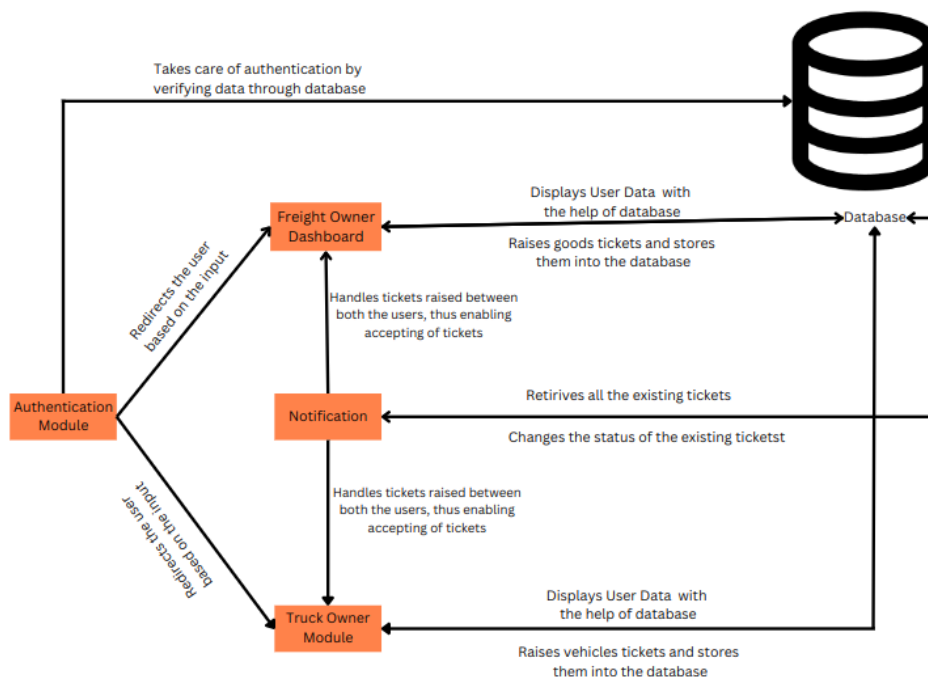 Takes care of authentication by
verifying data through database
Displays User Data with
the help of database
Freight Owner
Dashboard
Database
Raises goods tickets and stores
them into the database
Redirects the user
based on the input
Handles tickets raised between
both the users, thus enabling
accepting of tickets
Authentication
Module
Notification
Retirives all the existing tickets
Changes the status of the existing ticketst
Redirects the user
based on the input
Handles tickets raised between
both the users, thus enabling
accepting of tickets
Displays User Data with
the help of database
Truck Owner
Module
Raises vehicles tickets and stores
them into the database